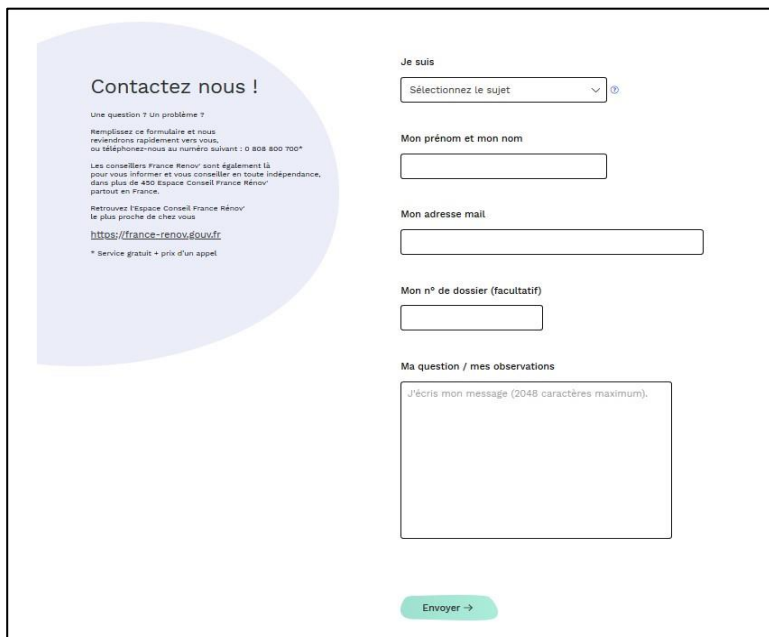 Contactez nous !
Une question ? Un problème ?
Remplissez ce formulaire et nous
reviendrons rapidement vers vous,
ou téléphonez-nous au numéro suivant : 0 808 800 700*
Les conseillers France Renov' sont également là
pour vous informer et vous conseiller en toute indépendance,
dans plus de 450 Espace Conseil France Rénov'
partout en France.
Retrouvez l'Espace Conseil France Rénov'
le plus proche de chez vous
https://france-renov.gouv.fr
* Service gratuit + prix d'un appel
Je suis
Sélectionnez le sujet
Mon prénom et mon nom
Mon adresse mail
Mon n° de dossier (facultatif)
Ma question / mes observations
J'écris mon message (2048 caractères maximum).
Envoyer →